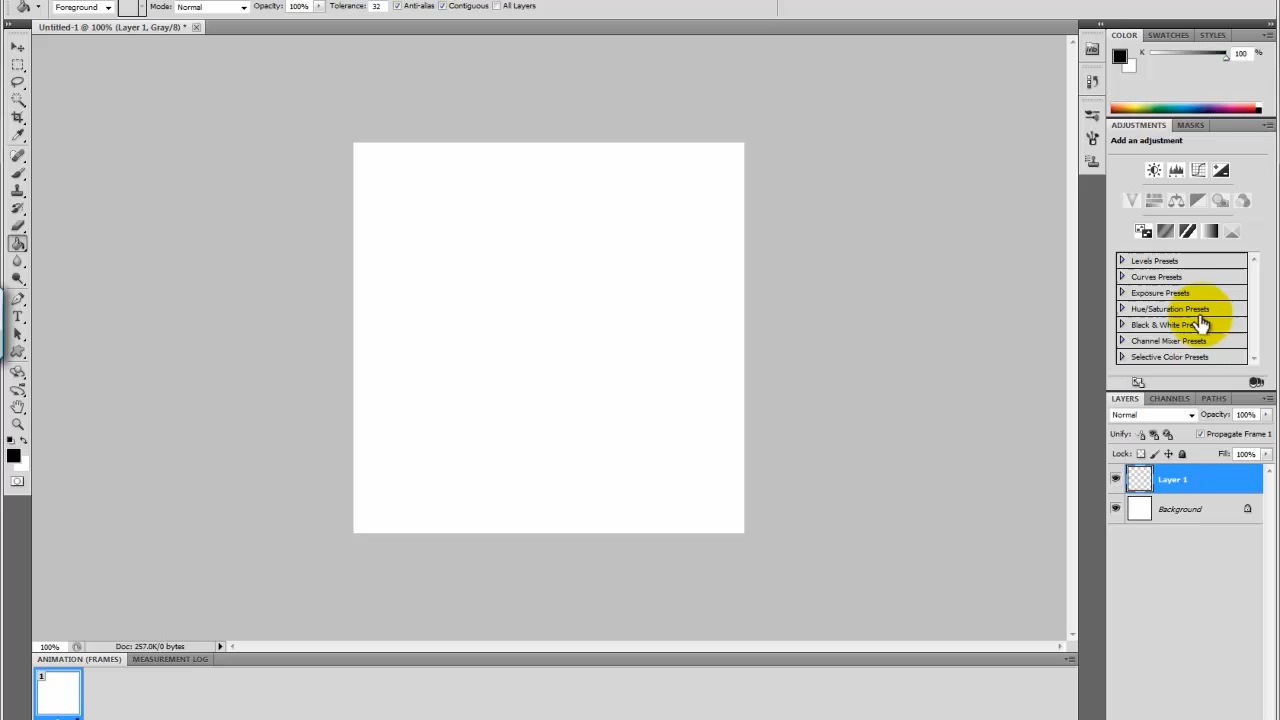 Foreground Mode: Normal Opacity: 100% Tolerance: 32 Anti-alias Contiguous All Layers
Untitled-1 @ 100% (Layer 1, Gray/8) *
COLOR SWATCHES STYLES
K 100 %
ADJUSTMENTS MASKS
Add an adjustment
Levels Presets
Curves Presets
Exposure Presets
Hue/Saturation Presets
Black & White
Channel Mixer Presets
Selective Color Presets
LAYERS CHANNELS PATHS
Normal Opacity: 100%
Unify: Propagate Frame 1
Lock: Fill: 100%
Layer 1
Background
100% Doc: 257.0K/0 bytes
ANIMATION (FRAMES) MEASUREMENT LOG
1